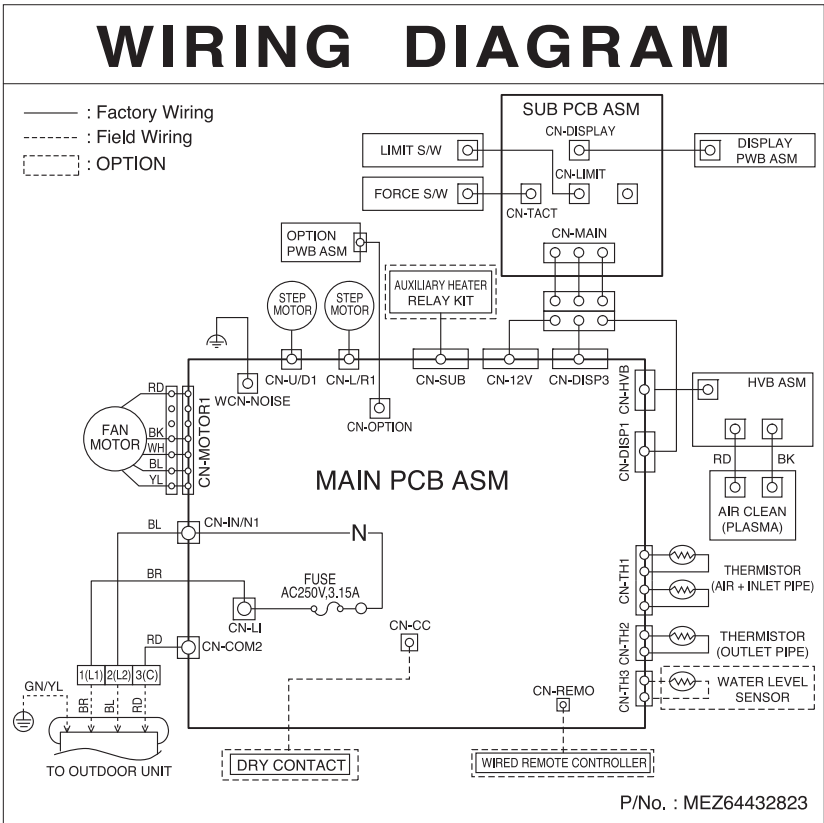 WIRING DIAGRAM
: Factory Wiring
: Field Wiring
: OPTION
SUB PCB ASM
CN-DISPLAY
LIMIT S/W
DISPLAY
PWB ASM
CN-LIMIT
FORCE S/W
CN-TACT
CN-MAIN
OPTION
PWB ASM
AUXILIARY HEATER
RELAY KIT
STEP
MOTOR
STEP
MOTOR
CN-U/D1
CN-L/R1
CN-SUB
CN-12V
CN-DISP3
CN-HVB
HVB ASM
WCN-NOISE
CN-OPTION
RD
BK
WH
BL
YL
FAN
MOTOR
CN-MOTOR1
CN-DISP1
RD
BK
AIR CLEAN
(PLASMA)
MAIN PCB ASM
BL
CN-IN/N1
N
BR
FUSE
AC250V,3.15A
CN-LI
CN-CC
RD
CN-COM2
CN-TH1
THERMISTOR
(AIR + INLET PIPE)
CN-TH2
THERMISTOR
(OUTLET PIPE)
CN-TH3
WATER LEVEL
SENSOR
1(L1) 2(L2) 3(C)
GN/YL
BR
BL
RD
TO OUTDOOR UNIT
CN-REMO
DRY CONTACT
WIRED REMOTE CONTROLLER
P/No. : MEZ64432823